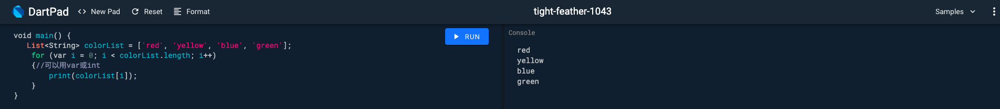 DartPad
<> New Pad
Reset
Format
tight-feather-1043
Samples
void main() {
   List<String> colorList = ['red', 'yellow', 'blue', 'green'];
    for (var i = 0; i < colorList.length; i++)
    {//可以用var或int
        print(colorList[i]);
    }
}
RUN
Console
red
yellow
blue
green